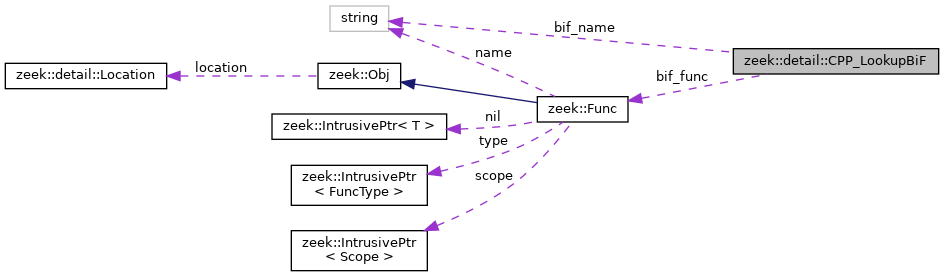 string
bif_name
name
zeek::detail::CPP_LookupBiF
location
zeek::detail::Location
zeek::Obj
bif_func
zeek::Func
nil
zeek::IntrusivePtr< T >
type
zeek::IntrusivePtr
< FuncType >
scope
zeek::IntrusivePtr
< Scope >